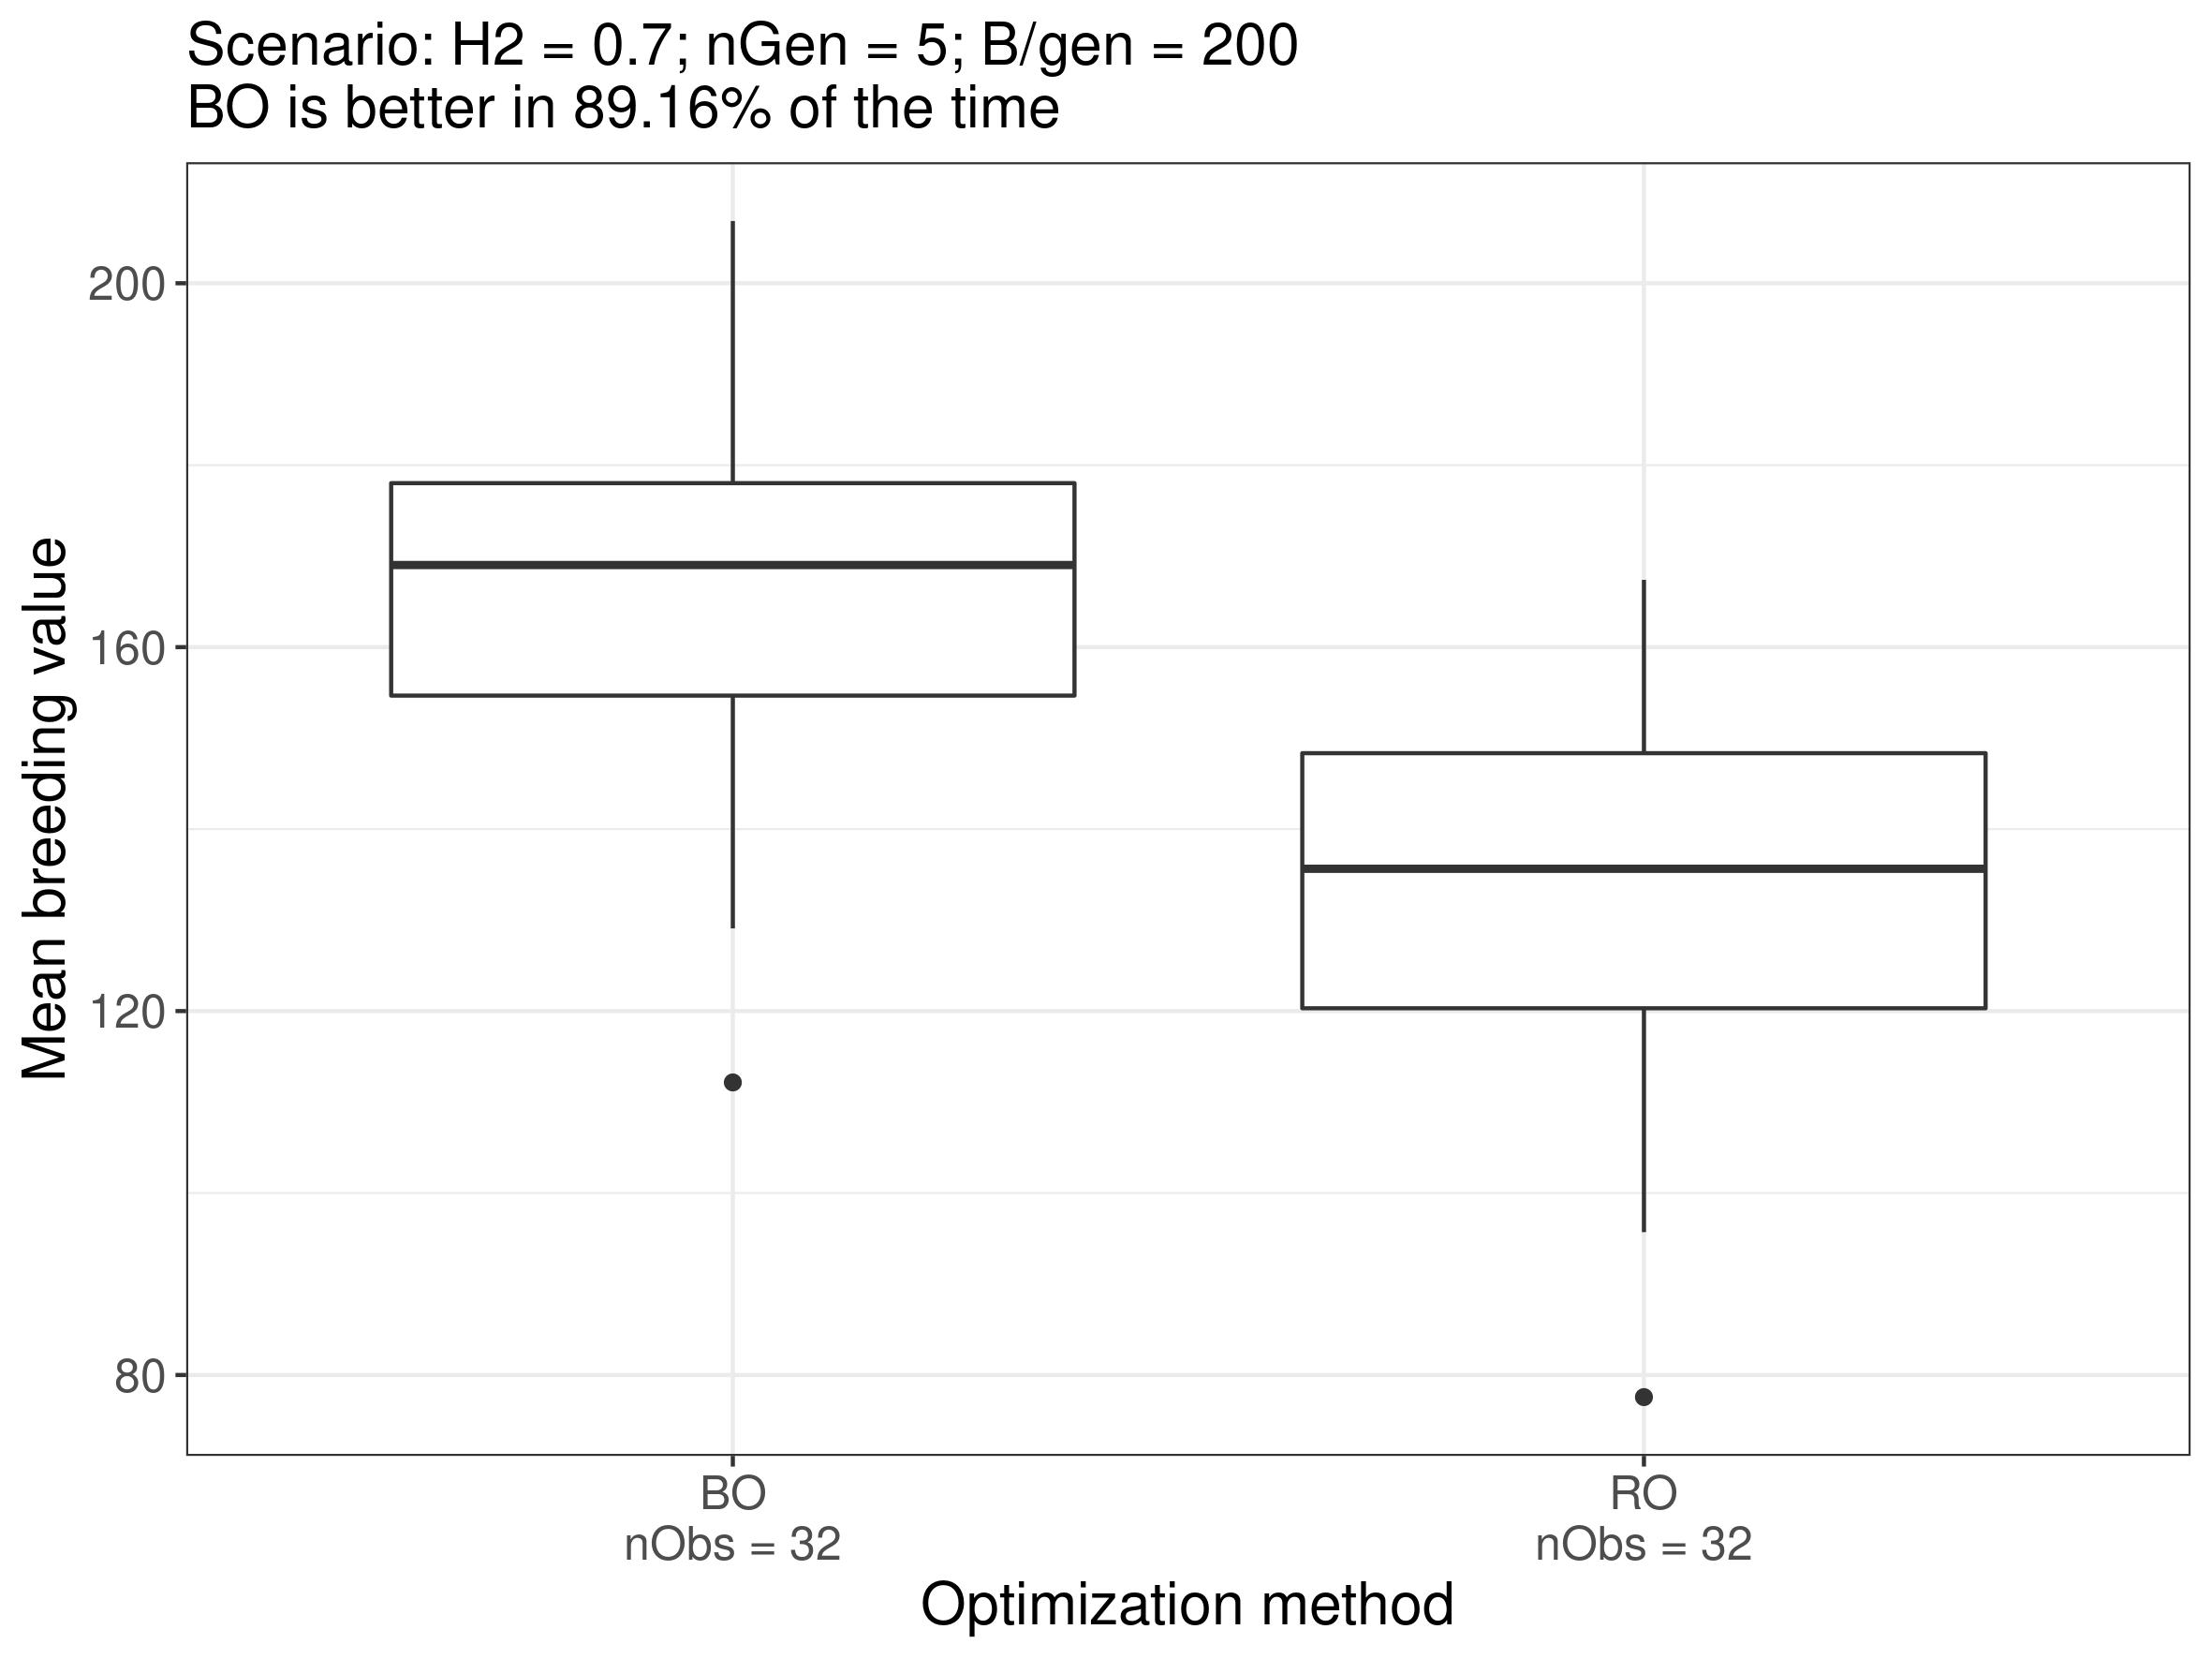 Scenario: H2 = 0.7; nGen = 5; B/gen = 200
BO is better in 89.16% of the time
Mean breeding value
200
160
120
80
BO
nObs = 32
RO
nObs = 32
Optimization method